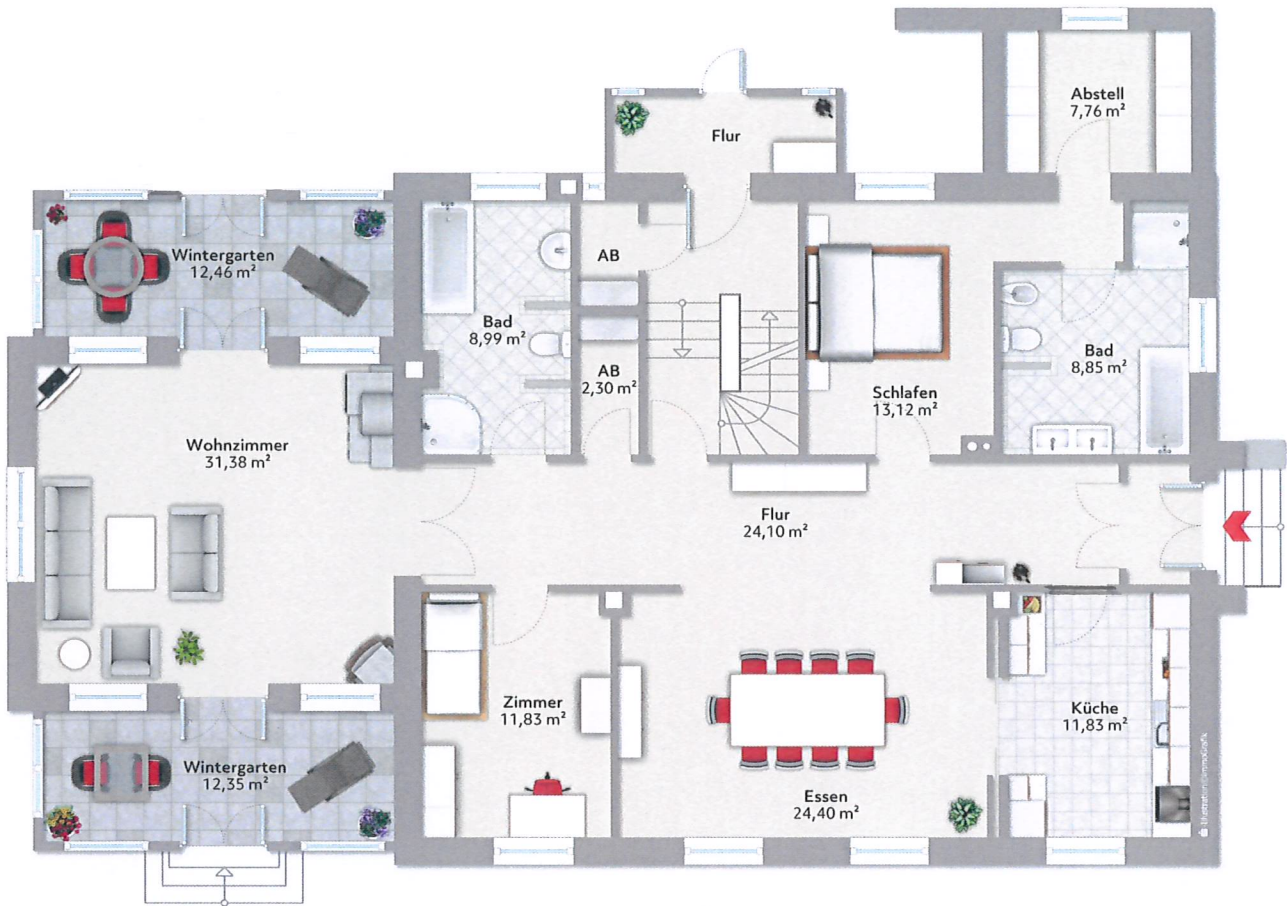 Abstell
7,76 m²
Flur
Wintergarten
12,46 m²
AB
Bad
8,99 m²
AB
2,30 m²
Schlafen
13,12 m²
Bad
8,85 m²
Wohnzimmer
31,38 m²
Flur
24,10 m²
Zimmer
11,83 m²
Küche
11,83 m²
Wintergarten
12,35 m²
Essen
24,40 m²